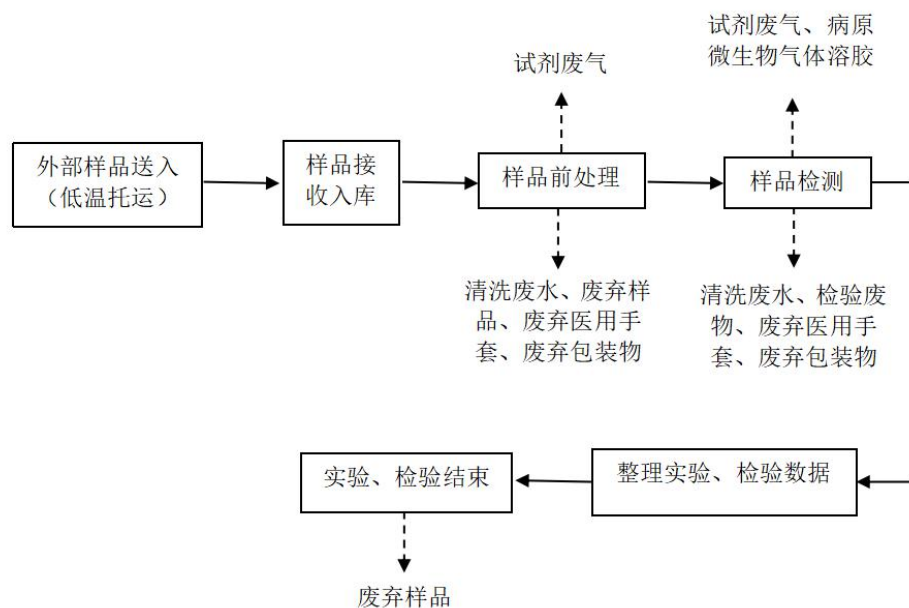 试剂废气
试剂废气、病原
微生物气体溶胶
外部样品送入
（低温托运）
样品接
收入库
样品前处理
样品检测
清洗废水、废弃样
品、废弃医用手
套、废弃包装物
清洗废水、检验废
物、废弃医用手
套、废弃包装物
实验、检验结束
整理实验、检验数据
废弃样品